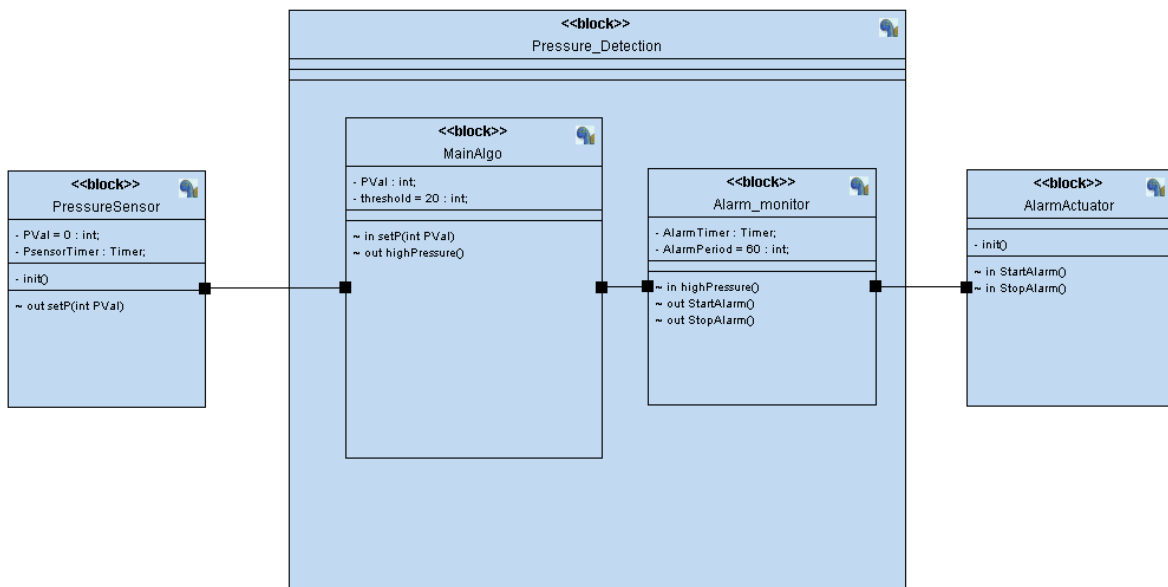 <<block>>
Pressure_Detection
<<block>>
PressureSensor
- PVal = 0 : int;
- PsensorTimer : Timer;
- init()
~ out setP(int PVal)
<<block>>
MainAlgo
- PVal : int;
- threshold = 20 : int;
~ in setP(int PVal)
~ out highPressure()
<<block>>
Alarm_monitor
- AlarmTimer : Timer;
- AlarmPeriod = 60 : int;
~ in highPressure()
~ out StartAlarm()
~ out StopAlarm()
<<block>>
AlarmActuator
- init()
~ in StartAlarm()
~ in StopAlarm()